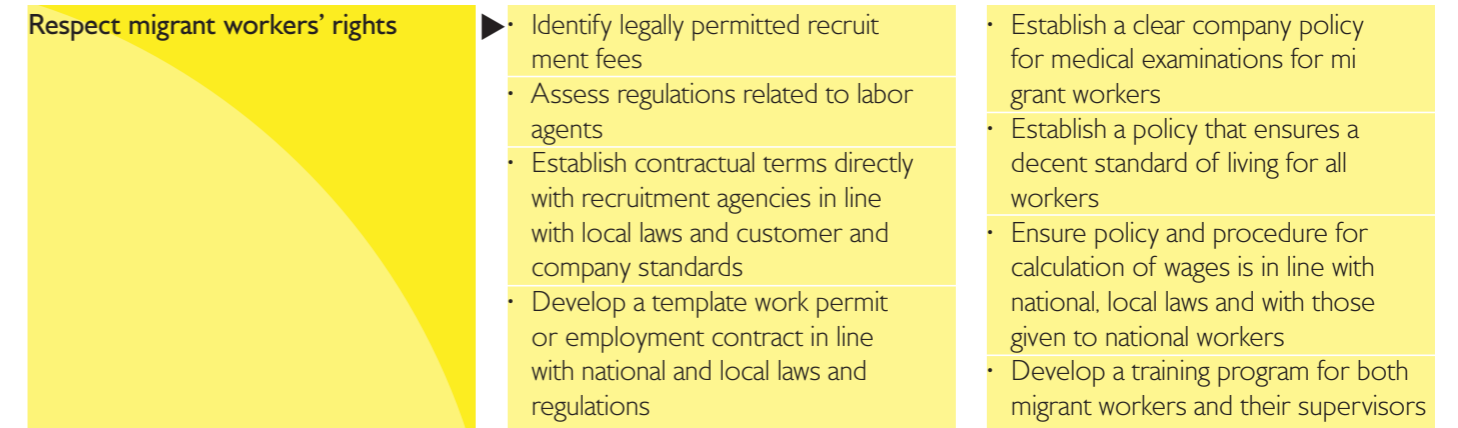 Respect migrant workers’ rights
• Identify legally permitted recruit
ment fees
• Assess regulations related to labor
agents
• Establish contractual terms directly
with recruitment agencies in line
with local laws and customer and
company standards
• Develop a template work permit
or employment contract in line
with national and local laws and
regulations
• Establish a clear company policy
for medical examinations for mi
grant workers
• Establish a policy that ensures a
decent standard of living for all
workers
• Ensure policy and procedure for
calculation of wages is in line with
national, local laws and with those
given to national workers
• Develop a training program for both
migrant workers and their supervisors